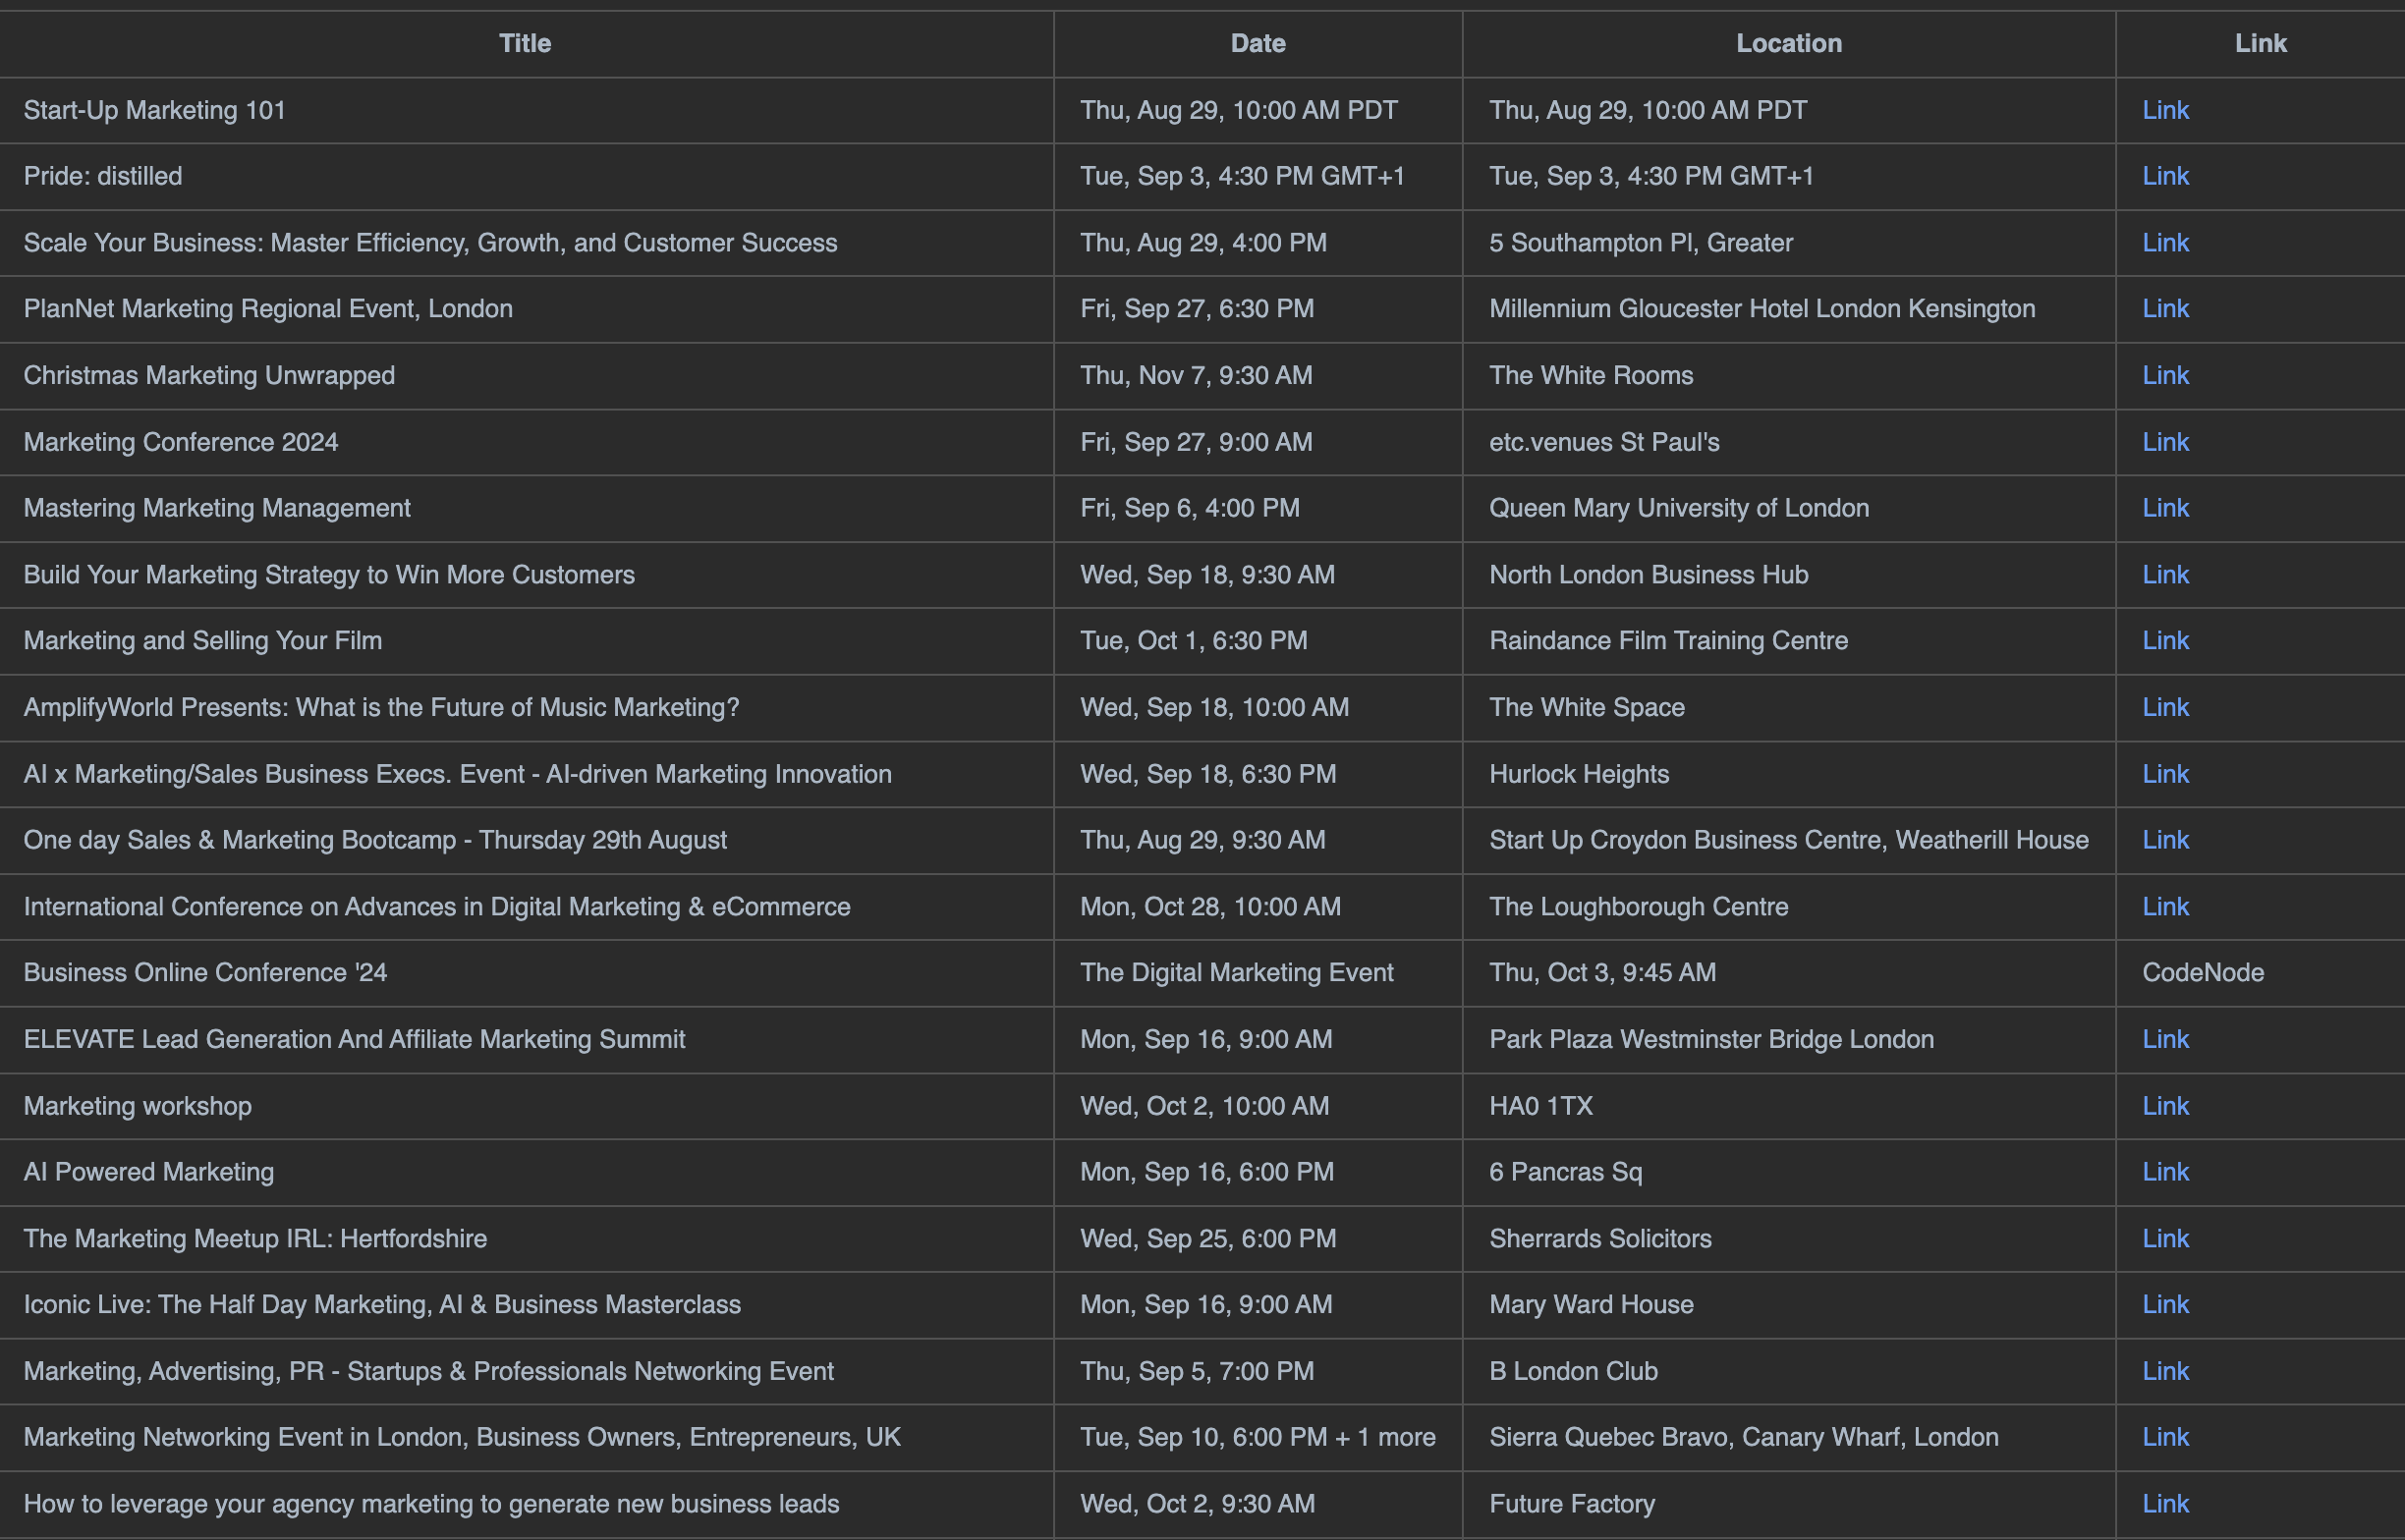 Title Date Location Link
Start-Up Marketing 101 Thu, Aug 29, 10:00 AM PDT Thu, Aug 29, 10:00 AM PDT Link
Pride: distilled Tue, Sep 3, 4:30 PM GMT+1 Tue, Sep 3, 4:30 PM GMT+1 Link
Scale Your Business: Master Efficiency, Growth, and Customer Success Thu, Aug 29, 4:00 PM 5 Southampton Pl, Greater Link
PlanNet Marketing Regional Event, London Fri, Sep 27, 6:30 PM Millennium Gloucester Hotel London Kensington Link
Christmas Marketing Unwrapped Thu, Nov 7, 9:30 AM The White Rooms Link
Marketing Conference 2024 Fri, Sep 27, 9:00 AM etc.venues St Paul's Link
Mastering Marketing Management Fri, Sep 6, 4:00 PM Queen Mary University of London Link
Build Your Marketing Strategy to Win More Customers Wed, Sep 18, 9:30 AM North London Business Hub Link
Marketing and Selling Your Film Tue, Oct 1, 6:30 PM Raindance Film Training Centre Link
AmplifyWorld Presents: What is the Future of Music Marketing? Wed, Sep 18, 10:00 AM The White Space Link
AI x Marketing/Sales Business Execs. Event - AI-driven Marketing Innovation Wed, Sep 18, 6:30 PM Hurlock Heights Link
One day Sales & Marketing Bootcamp - Thursday 29th August Thu, Aug 29, 9:30 AM Start Up Croydon Business Centre, Weatherill House Link
International Conference on Advances in Digital Marketing & eCommerce Mon, Oct 28, 10:00 AM The Loughborough Centre Link
Business Online Conference '24 The Digital Marketing Event Thu, Oct 3, 9:45 AM CodeNode
ELEVATE Lead Generation And Affiliate Marketing Summit Mon, Sep 16, 9:00 AM Park Plaza Westminster Bridge London Link
Marketing workshop Wed, Oct 2, 10:00 AM HA0 1TX Link
AI Powered Marketing Mon, Sep 16, 6:00 PM 6 Pancras Sq Link
The Marketing Meetup IRL: Hertfordshire Wed, Sep 25, 6:00 PM Sherrards Solicitors Link
Iconic Live: The Half Day Marketing, AI & Business Masterclass Mon, Sep 16, 9:00 AM Mary Ward House Link
Marketing, Advertising, PR - Startups & Professionals Networking Event Thu, Sep 5, 7:00 PM B London Club Link
Marketing Networking Event in London, Business Owners, Entrepreneurs, UK Tue, Sep 10, 6:00 PM + 1 more Sierra Quebec Bravo, Canary Wharf, London Link
How to leverage your agency marketing to generate new business leads Wed, Oct 2, 9:30 AM Future Factory Link